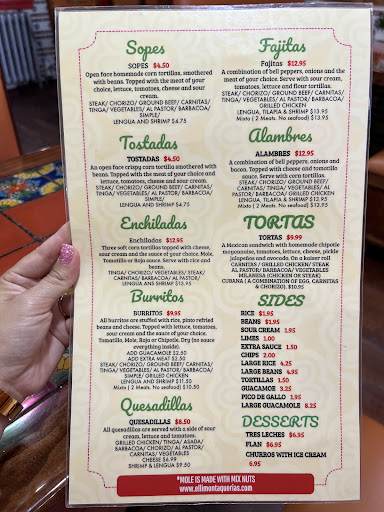 Sopes
SOPES $4.50
Open face homemade corn tortillas, smothered
with beans. Topped with the meat of your
choice, lettuce, tomatoes, cheese and sour
cream.
STEAK/ CHORIZO/ GROUND BEEF/ CARNITAS/
TINGA/ VEGETABLES/ AL PASTOR/ BARBACOA/
SIMPLE/
LENGUA AND SHRIMP $4.75
Tostadas
TOSTADAS $4.50
An open face crispy corn tortilla smothered with
beans. Topped with the meat of your choice and
lettuce, tomatoes, cheese and sour cream.
STEAK/ CHORIZO/ GROUND BEEF/ CARNITAS/
TINGA/ VEGETABLES/ AL PASTOR/ BARBACOA/
SIMPLE/
LENGUA AND SHRIMP $4.75
Enchiladas
Enchiladas $12.95
Three soft corn tortillas topped with cheese,
sour cream and the sauce of your choice. Mole,
Tomatillo or Rojo sauce. Serve with rice and
beans.
TINGA/ CHORIZO/ VEGETABLES/ STEAK/
CARNITAS/ BARBACOA/ AL PASTOR/
LENGUA AND SHRIMP $13.95
Burritos
BURRITOS $9.95
All burritos are stuffed with rice, pinto refried
beans and cheese. Topped with lettuce, tomatoes,
sour cream and the sauce of your choice.
Tomatillo, Mole, Rojo or Chipotle. Dry (no sauce
everything inside).
ADD GUACAMOLE $2.50
ADD EXTRA MEAT $2.50
STEAK/ CHORIZO/ GROUND BEEF/ CARNITAS/
TINGA/ VEGETABLES/ AL PASTOR/ BARBACOA/
SIMPLE/ GRILLED CHICKEN
LENGUA AND SHRIMP $11.50
Mixto ( 2 Meats. No seafood) $10.50
Quesadillas
QUESADILLAS $8.50
All quesadillas are served with a side of sour
cream, lettuce and tomatoes.
GRILLED CHICKEN/ TINGA/ ASADA/
BARBACOA/ CHORIZO/ AL PASTOR/
CARNITAS/ VEGETABLES
CHEESE $6.99
SHRIMP & LENGUA $9.50
Fajitas
Fajitas $12.95
A combination of bell peppers, onions and the
meat of your choice. Serve with sour cream,
tomatoes, lettuce and flour tortillas.
STEAK/ CHORIZO/ GROUND BEEF/ CARNITAS/
TINGA/ VEGETABLES/ AL PASTOR/ BARBACOA/
GRILLED CHICKEN
LENGUA, TILAPIA & SHRIMP $13.95
Mixto ( 2 Meats. No seafood) $13.95
Alambres
ALAMBRES $12.95
A combination of bell peppers, onions and
bacon. Topped with cheese and tomatillo
sauce. Serve with corn tortillas.
STEAK/ CHORIZO/ GROUND BEEF/ CARNITAS/
TINGA/ VEGETABLES/ AL PASTOR/ BARBACOA/
GRILLED CHICKEN
LENGUA, TILAPIA & SHRIMP $13.95
Mixto ( 2 Meats. No seafood) $13.95
TORTAS
TORTAS $9.99
A Mexican sandwich with homemade chipotle
mayonnaise, tomatoes, lettuce, cheese, pickle
jalapeños and avocado. On a kaiser roll
CARNITAS/ GRILLED CHICKEN/ STEAK
AL PASTOR/ BARBACOA/ VEGETABLES
MILANESA (CHICKEN OR STEAK)
CUBANA ( A COMBINATION OF EGG, CARNITAS
& CHORIZO). $10.95
SIDES
RICE $1.95
BEANS $1.95
SOUR CREAM $1.95
LIMES $1.00
EXTRA SAUCE $1.50
CHIPS $2.00
LARGE RICE $4.25
LARGE BEANS $4.95
TORTILLAS $1.50
GUACAMOE $3.25
PICO DE GALLO $1.95
LARGE GUACAMOLE $8.25
DESSERTS
TRES LECHES $6.95
FLAN $6.95
CHURROS WITH ICE CREAM
6.95
*MOLE IS MADE WITH MIX NUTS
www.ellimontaquerias.com